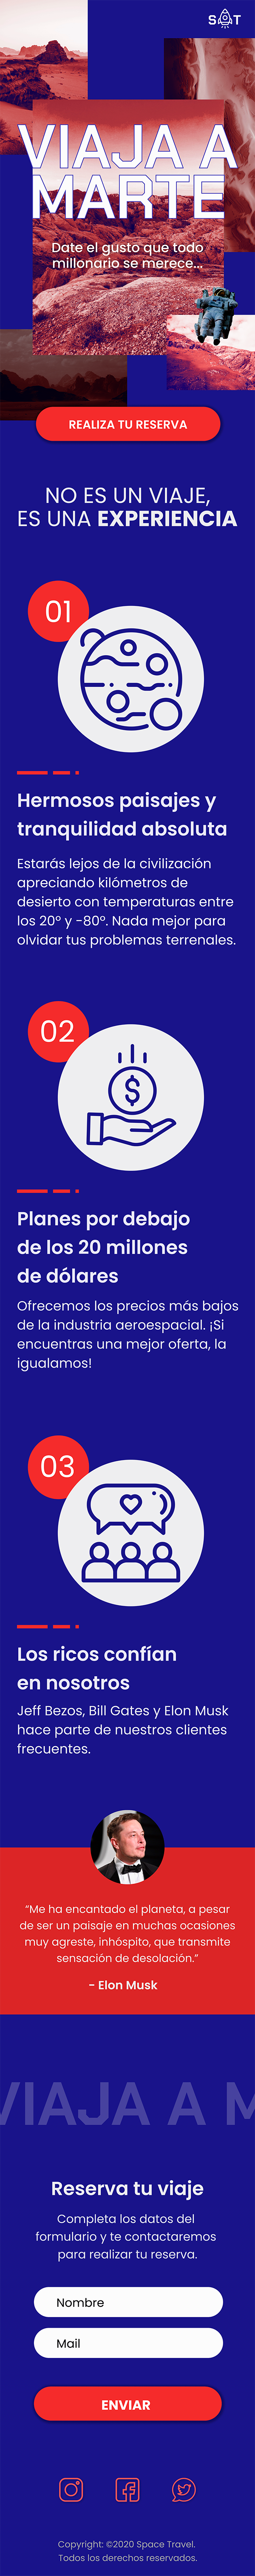 S T
VIAJA A
MARTE
Date el gusto que todo
millonario se merece...
REALIZA TU RESERVA
NO ES UN VIAJE,
ES UNA EXPERIENCIA
01
Hermosos paisajes y
tranquilidad absoluta
Estarás lejos de la civilización
apreciando kilómetros de
desierto con temperaturas entre
los 20° y -80°. Nada mejor para
olvidar tus problemas terrenales.
02
$
Planes por debajo
de los 20 millones
de dólares
Ofrecemos los precios más bajos
de la industria aeroespacial. ¡Si
encuentras una mejor oferta, la
igualamos!
03
Los ricos confían
en nosotros
Jeff Bezos, Bill Gates y Elon Musk
hace parte de nuestros clientes
frecuentes.
“Me ha encantado el planeta, a pesar
de ser un paisaje en muchas ocasiones
muy agreste, inhóspito, que transmite
sensación de desolación.”
- Elon Musk
VIAJA A M
Reserva tu viaje
Completa los datos del
formulario y te contactaremos
para realizar tu reserva.
Nombre
Mail
ENVIAR
Copyright: ©2020 Space Travel.
Todos los derechos reservados.